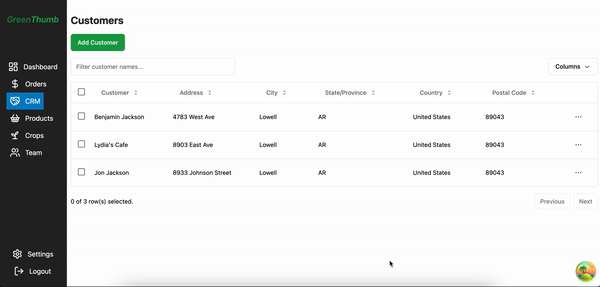 GreenThumb
Dashboard
Orders
CRM
Products
Crops
Team
Settings
Logout
Customers
Add Customer
Filter customer names...
Columns
Customer Address City State/Province Country Postal Code
Benjamin Jackson 4783 West Ave Lowell AR United States 89043 ...
Lydia's Cafe 8903 East Ave Lowell AR United States 89043 ...
Jon Jackson 8933 Johnson Street Lowell AR United States 89043 ...
0 of 3 row(s) selected.
Previous Next